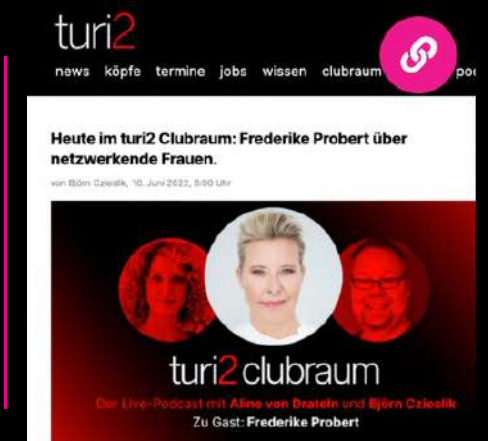 turi2
news köpfe termine jobs wissen clubraum
Heute im turi2 Clubraum: Frederike Probert über
netzwerkende Frauen.
von Björn Czieslik, 10. Juni 2022, 5:00 Uhr
turi2 clubraum
Der Live-Podcast mit Aline von Drateln und Björn Czieslik
Zu Gast: Frederike Probert